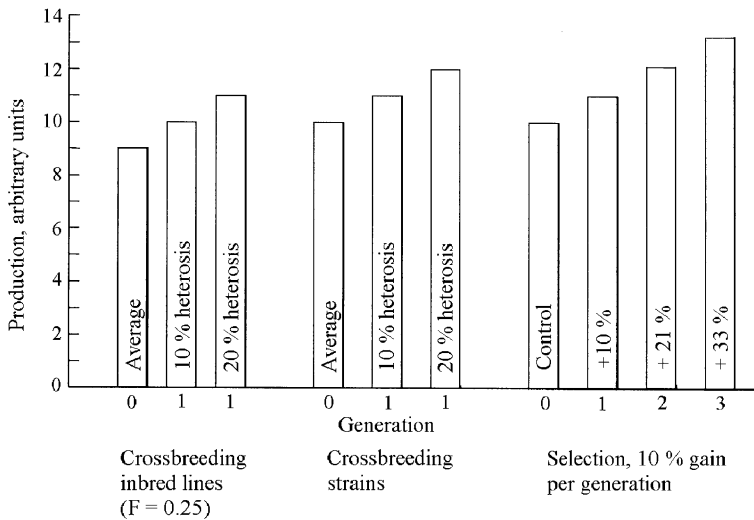 Production, arbitrary units
14
12
10
8
6
4
2
0
Average
10 % heterosis
20 % heterosis
Average
10 % heterosis
20 % heterosis
Control
+10 %
+ 21 %
+ 33 %
0 1 1 0 1 1 0 1 2 3
Generation
Crossbreeding
inbred lines
(F = 0.25)
Crossbreeding
strains
Selection, 10 % gain
per generation